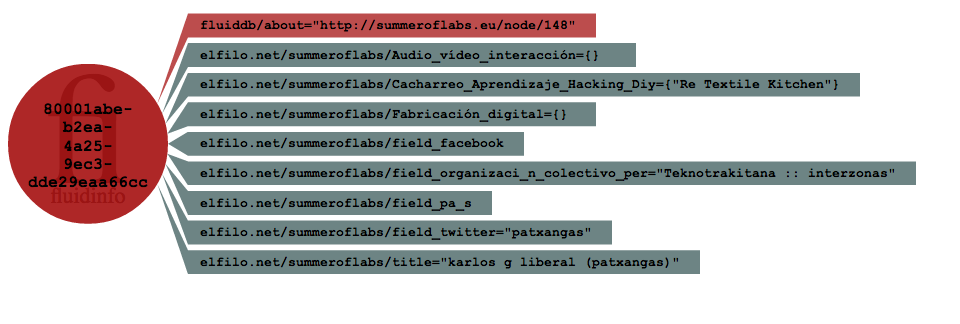 80001abe-
b2ea-
4a25-
9ec3-
dde29eaa66cc
fi
fluidinfo
fluiddb/about="http://summeroflabs.eu/node/148"
elfilo.net/summeroflabs/Audio_vídeo_interacción={}
elfilo.net/summeroflabs/Cacharreo_Aprendizaje_Hacking_Diy={"Re Textile Kitchen"}
elfilo.net/summeroflabs/Fabricación_digital={}
elfilo.net/summeroflabs/field_facebook
elfilo.net/summeroflabs/field_organizaci_n_colectivo_per="Teknotrakitana :: interzonas"
elfilo.net/summeroflabs/field_pa_s
elfilo.net/summeroflabs/field_twitter="patxangas"
elfilo.net/summeroflabs/title="karlos g liberal (patxangas)"